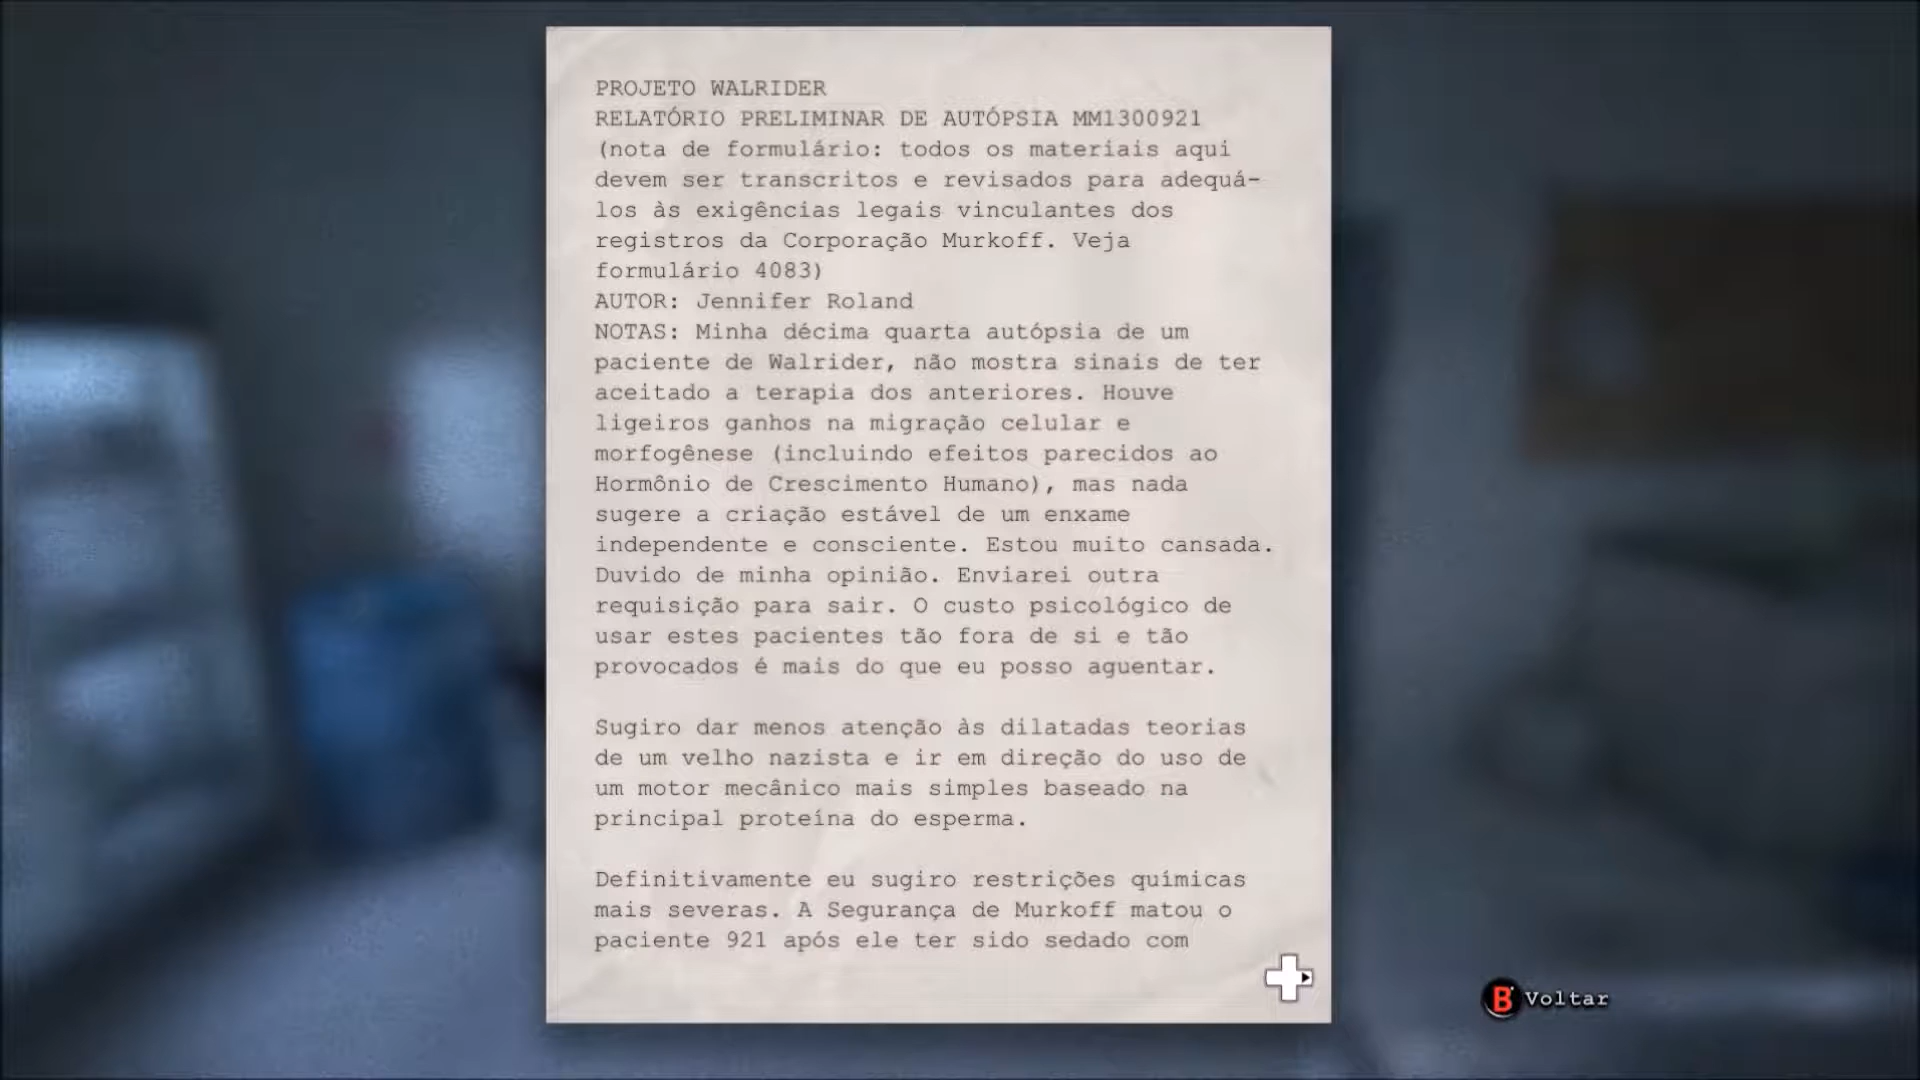 PROJETO WALRIDER
RELATÓRIO PRELIMINAR DE AUTÓPSIA MM1300921
(nota de formulário: todos os materiais aqui
devem ser transcritos e revisados para adequá-
los às exigências legais vinculantes dos
registros da Corporação Murkoff. Veja
formulário 4083)
AUTOR: Jennifer Roland
NOTAS: Minha décima quarta autópsia de um
paciente de Walrider, não mostra sinais de ter
aceitado a terapia dos anteriores. Houve
ligeiros ganhos na migração celular e
morfogênese (incluindo efeitos parecidos ao
Hormônio de Crescimento Humano), mas nada
sugere a criação estável de um enxame
independente e consciente. Estou muito cansada.
Duvido de minha opinião. Enviarei outra
requisição para sair. O custo psicológico de
usar estes pacientes tão fora de si e tão
provocados é mais do que eu posso aguentar.
Sugiro dar menos atenção às dilatadas teorias
de um velho nazista e ir em direção do uso de
um motor mecânico mais simples baseado na
principal proteína do esperma.
Definitivamente eu sugiro restrições químicas
mais severas. A Segurança de Murkoff matou o
paciente 921 após ele ter sido sedado com
B Voltar